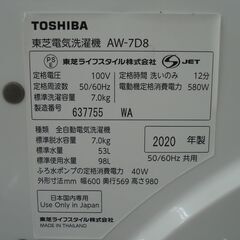 TOSHIBA
東芝電気洗濯機 AW-7D8
PS E 東芝ライフスタイル株式会社 S JET
定格電圧 100V 定格時間 洗いのみ 12分
定格周波数 50/60Hz 電動機定格消費電力 580W
標準洗濯容量 7.0kg
製造番号 637755 WA
種類 全自動電気洗濯機
標準脱水容量 7.0kg
標準水量 53L
標準使用水量 98L
2020 年製
50/60Hz 共用
ふろ水ポンプの定格消費電力 40W
外形寸法mm 幅600 奥行569 高さ980
日本国内専用
Use Only in Japan
東芝ライフスタイル株式会社
MADE IN THAILAND